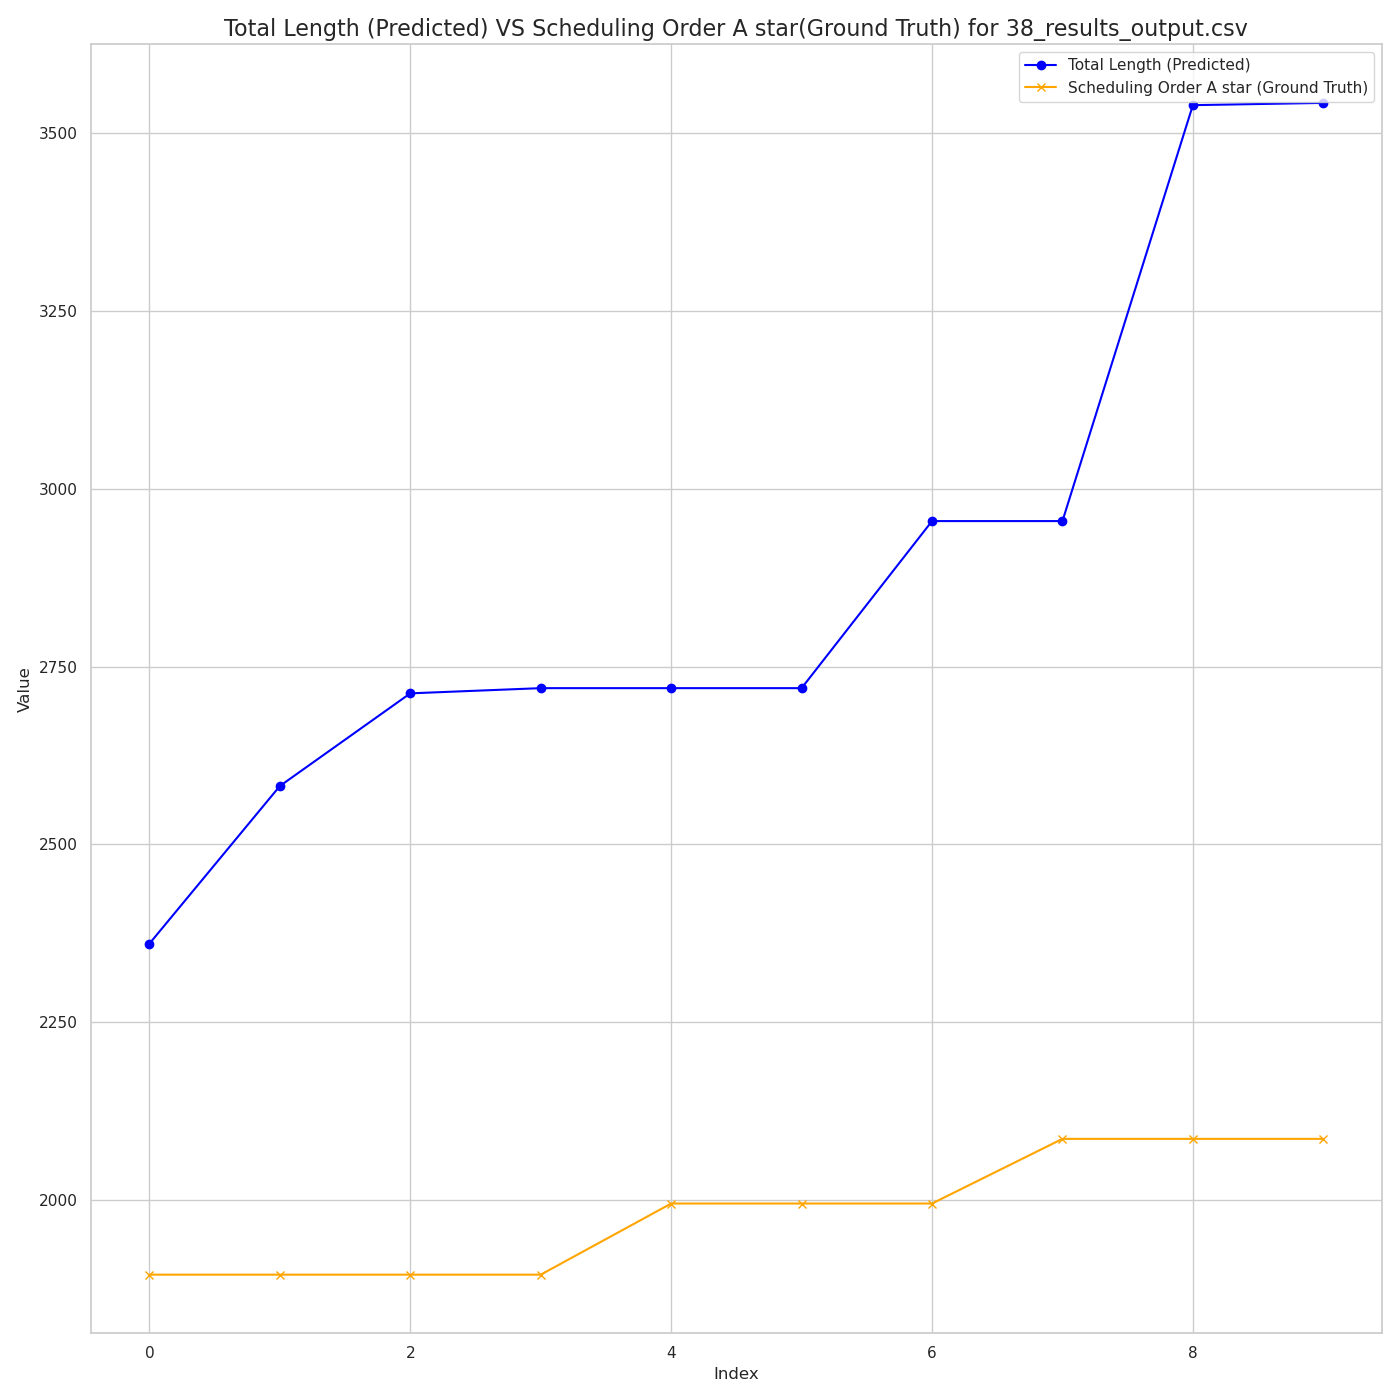 Total Length (Predicted) VS Scheduling Order A star(Ground Truth) for 38_results_output.csv
Total Length (Predicted)
Scheduling Order A star (Ground Truth)
3500
3250
3000
2750
2500
2250
2000
Value
0 2 4 6 8
Index